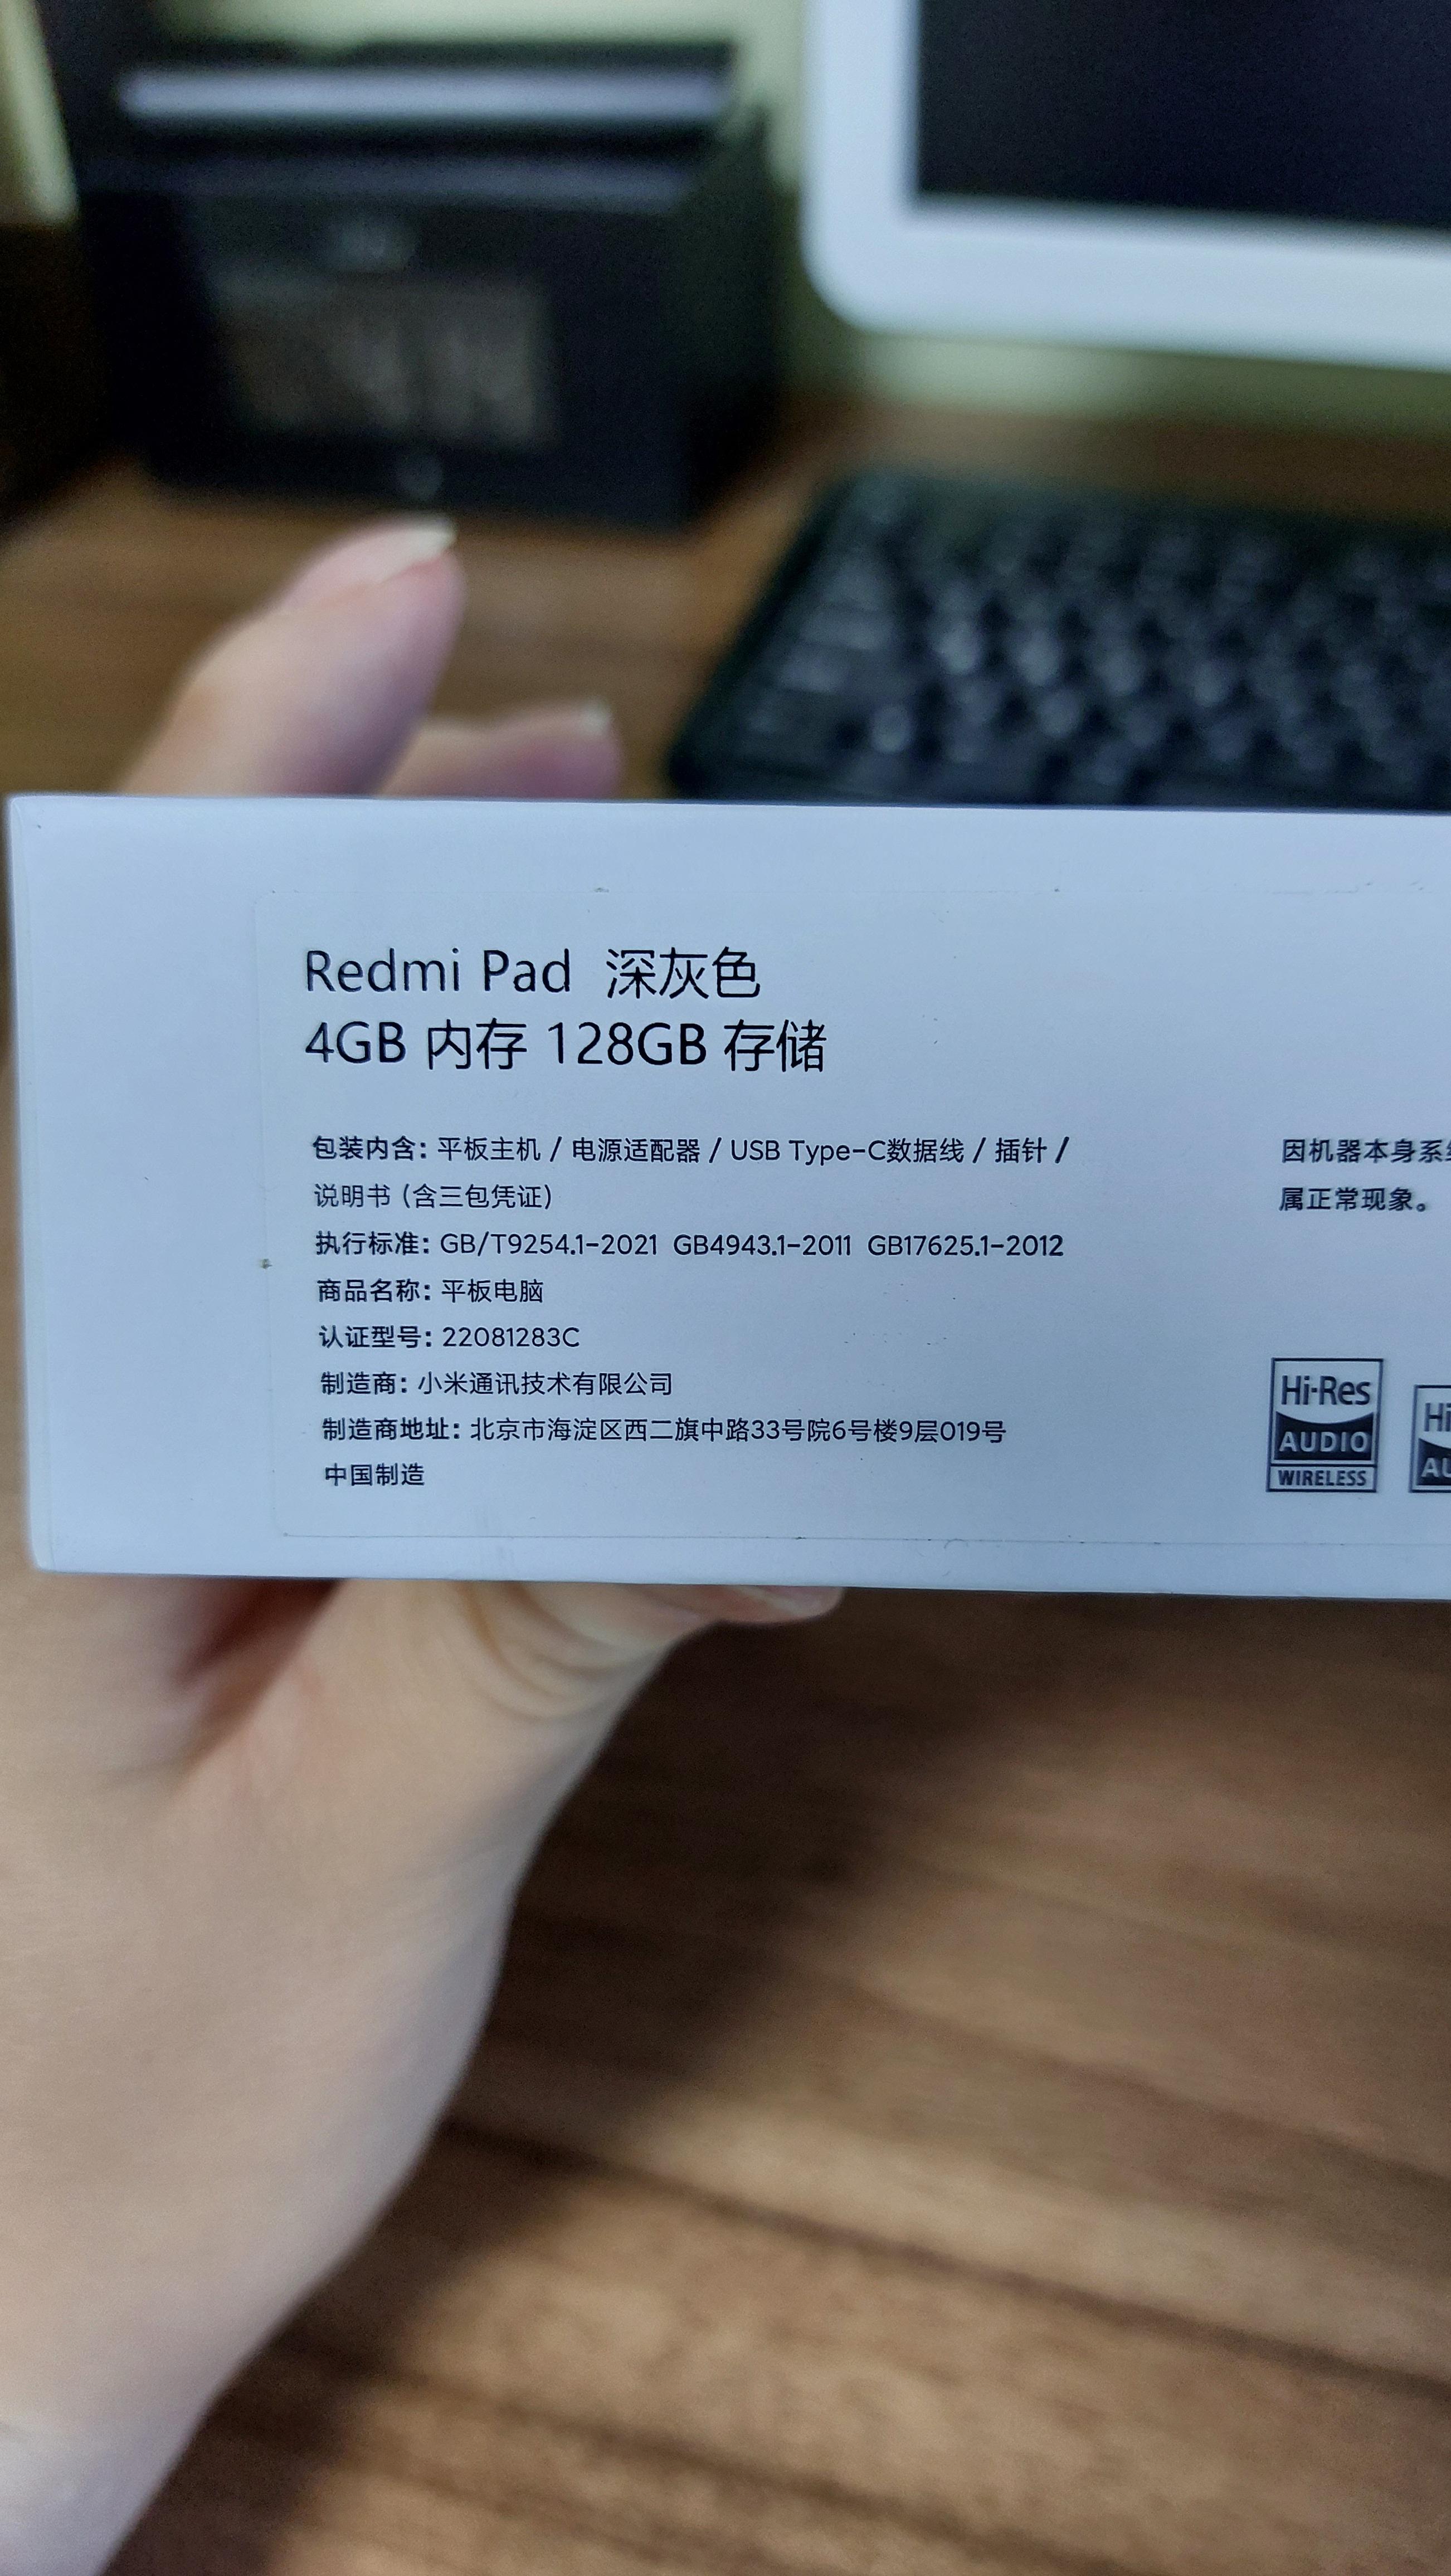 Redmi Pad 深灰色
4GB 内存 128GB 存储
包装内含: 平板主机 / 电源适配器 / USB Type-C数据线 / 插针 /
说明书 (含三包凭证)
执行标准: GB/T9254.1-2021 GB4943.1-2011 GB17625.1-2012
商品名称: 平板电脑
认证型号: 22081283C
制造商: 小米通讯技术有限公司
制造商地址: 北京市海淀区西二旗中路33号院6号楼9层019号
中国制造
因机器本身系
属正常现象。
Hi-Res
AUDIO
WIRELESS
Hi
AU